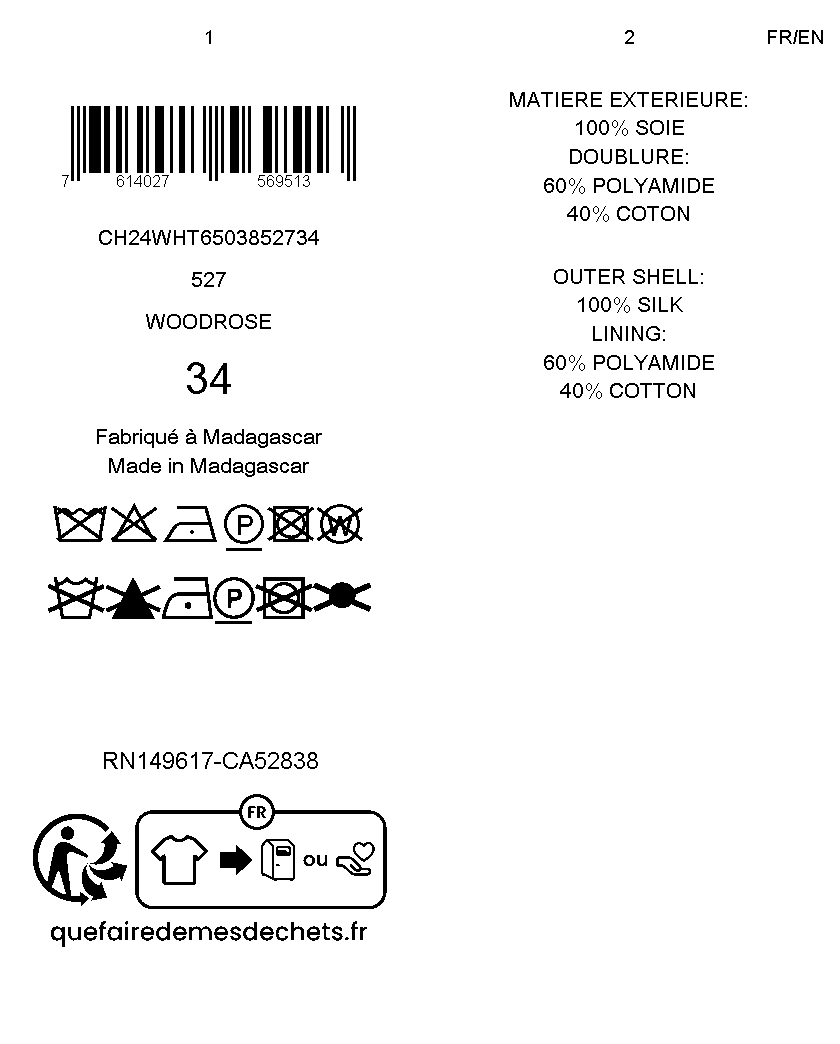 1
7 614027 569513
CH24WHT6503852734
527
WOODROSE
34
Fabriqué à Madagascar
Made in Madagascar
P W
P
RN149617-CA52838
FR
ou
quefairedemesdechets.fr
2 FR/EN
MATIERE EXTERIEURE:
100% SOIE
DOUBLURE:
60% POLYAMIDE
40% COTON
OUTER SHELL:
100% SILK
LINING:
60% POLYAMIDE
40% COTTON